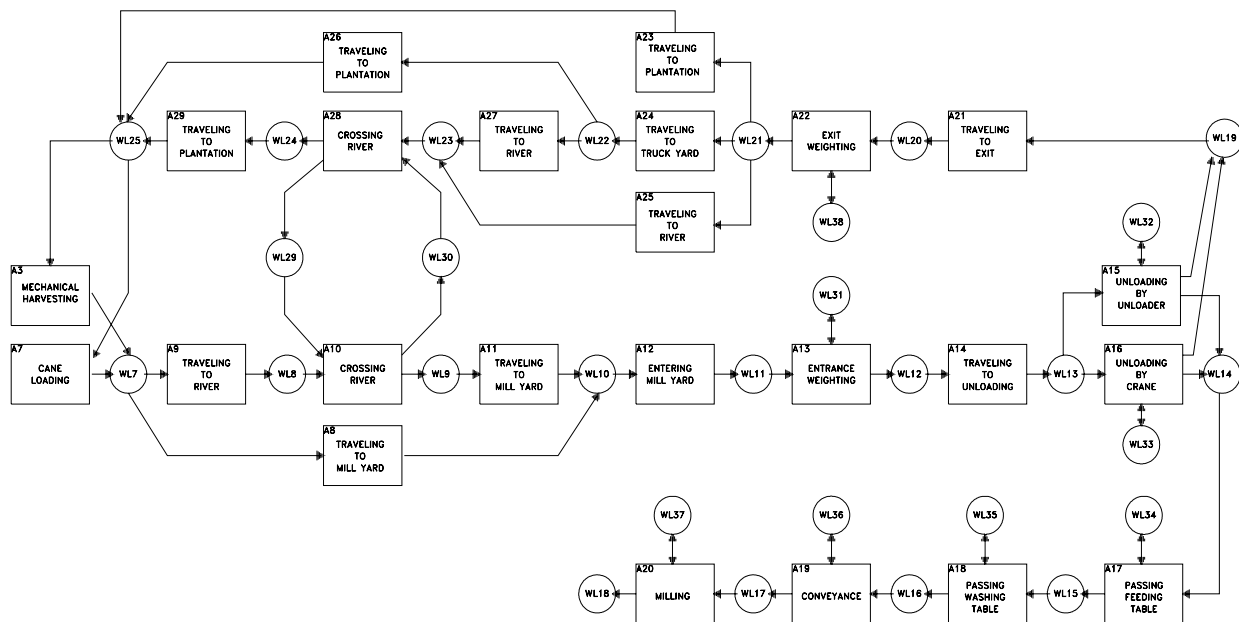 A23
TRAVELING
TO
PLANTATION
A26
TRAVELING
TO
PLANTATION
WL25
A29
TRAVELING
TO
PLANTATION
WL24
A28
CROSSING
RIVER
WL23
A27
TRAVELING
TO
RIVER
WL22
A24
TRAVELING
TO
TRUCK YARD
WL21
A22
EXIT
WEIGHTING
WL20
A21
TRAVELING
TO
EXIT
WL19
A25
TRAVELING
TO
RIVER
WL38
WL32
WL29
WL30
A3
MECHANICAL
HARVESTING
WL31
A15
UNLOADING
BY
UNLOADER
A7
CANE
LOADING
WL7
A9
TRAVELING
TO
RIVER
WL8
A10
CROSSING
RIVER
WL9
A11
TRAVELING
TO
MILL YARD
WL10
A12
ENTERING
MILL YARD
WL11
A13
ENTRANCE
WEIGHTING
WL12
A14
TRAVELING
TO
UNLOADING
WL13
A16
UNLOADING
BY
CRANE
WL14
A8
TRAVELING
TO
MILL YARD
WL33
WL37
WL36
WL35
WL34
WL18
A20
MILLING
WL17
A19
CONVEYANCE
WL16
A18
PASSING
WASHING
TABLE
WL15
A17
PASSING
FEEDING
TABLE